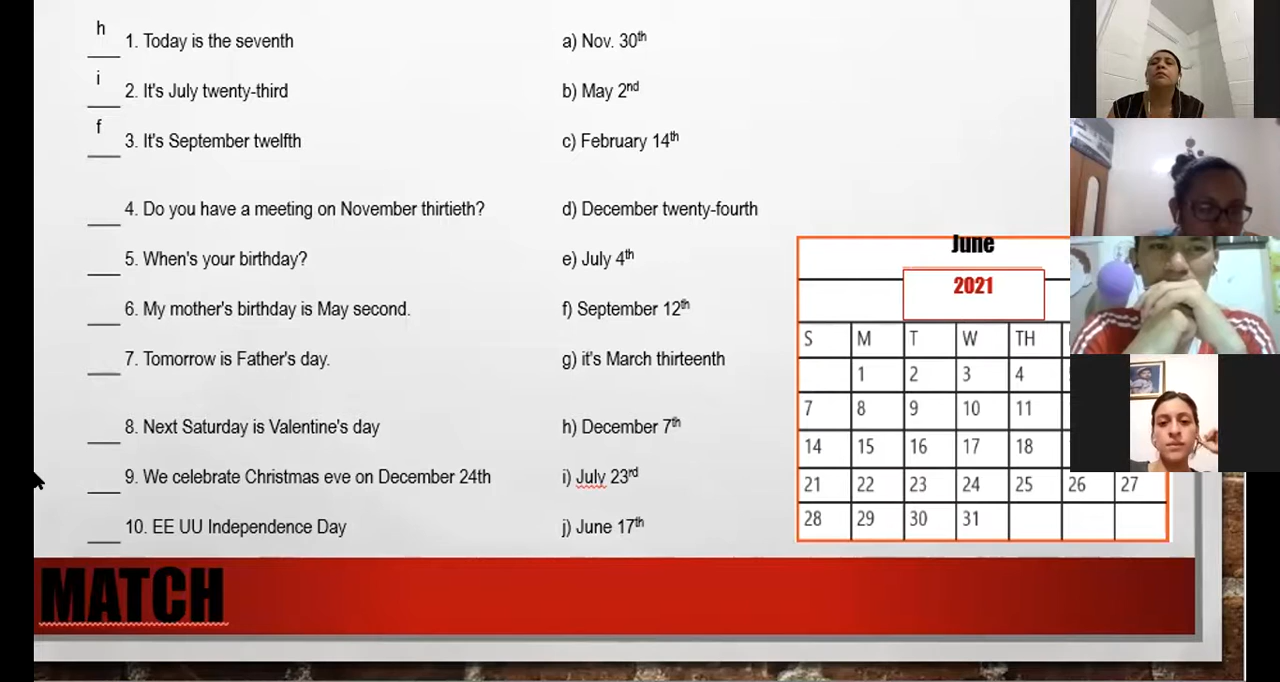 h
1. Today is the seventh
a) Nov. 30th
i
2. It's July twenty-third
b) May 2nd
f
3. It's September twelfth
c) February 14th
4. Do you have a meeting on November thirtieth?
d) December twenty-fourth
5. When's your birthday?
e) July 4th
6. My mother's birthday is May second.
f) September 12th
7. Tomorrow is Father's day.
g) it's March thirteenth
8. Next Saturday is Valentine's day
h) December 7th
9. We celebrate Christmas eve on December 24th
i) July 23rd
10. EE UU Independence Day
j) June 17th
June
2021
S M T W TH
1 2 3 4
7 8 9 10 11
14 15 16 17 18
21 22 23 24 25 26 27
28 29 30 31
MATCH